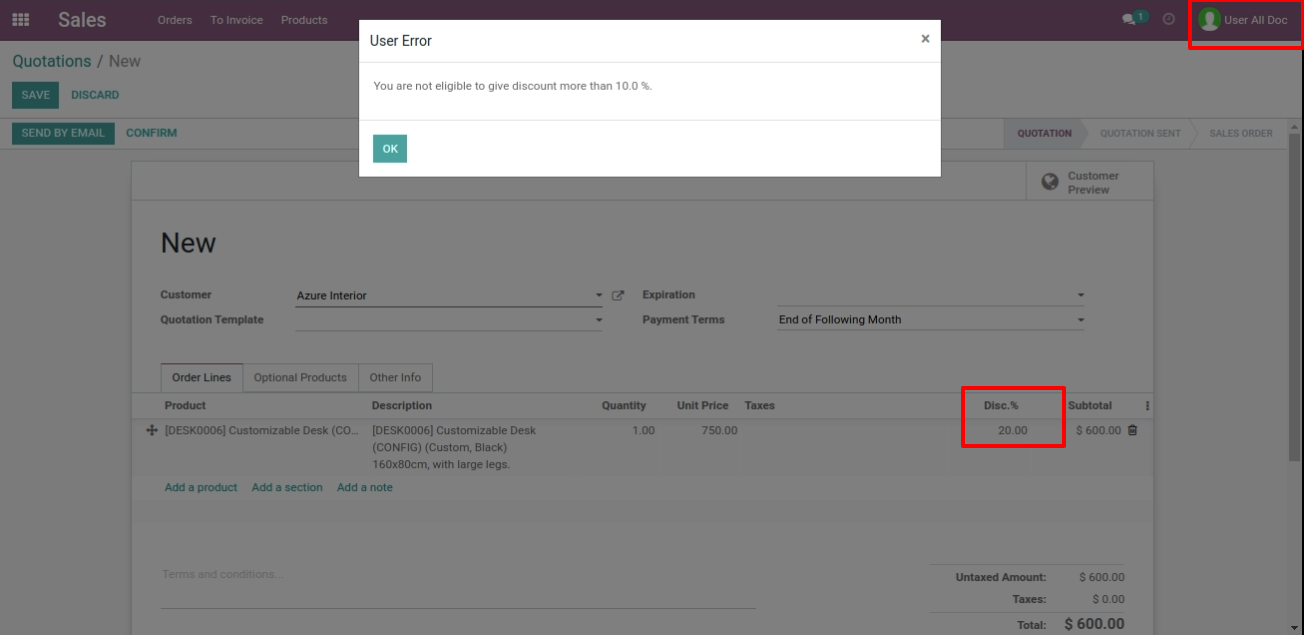 Sales Orders To Invoice Products 1 User All Doc
User Error ×
Quotations / New
You are not eligible to give discount more than 10.0 %.
SAVE DISCARD
SEND BY EMAIL CONFIRM QUOTATION QUOTATION SENT SALES ORDER
OK
Customer
Preview
New
Customer Azure Interior Expiration
Quotation Template Payment Terms End of Following Month
Order Lines Optional Products Other Info
Product Description Quantity Unit Price Taxes Disc.% Subtotal
[DESK0006] Customizable Desk (CO... [DESK0006] Customizable Desk 1.00 750.00 20.00 $ 600.00
(CONFIG) (Custom, Black)
160x80cm, with large legs.
Add a product Add a section Add a note
Terms and conditions... Untaxed Amount: $ 600.00
Taxes: $ 0.00
Total: $ 600.00